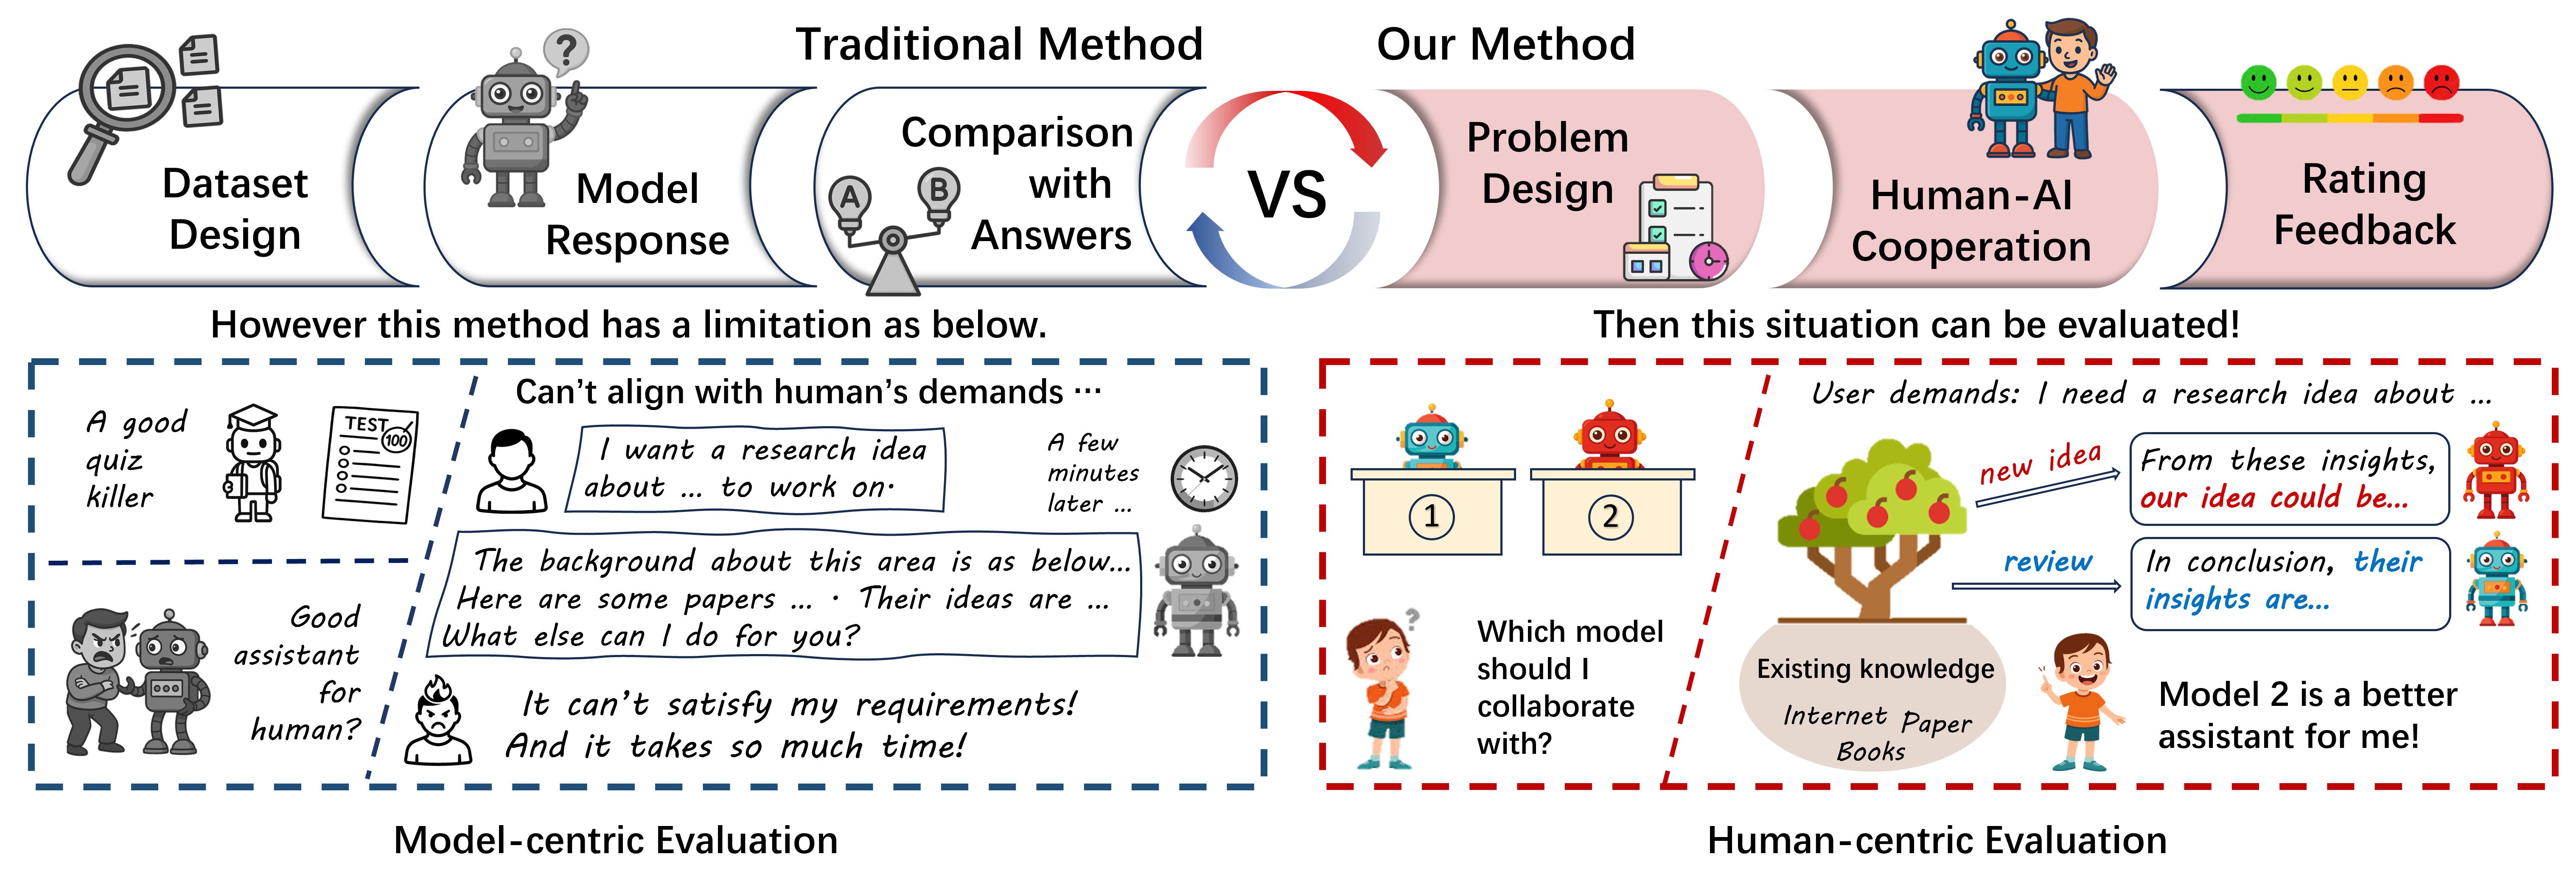 Traditional Method
Our Method
Dataset
Design
?
Model
Response
Comparison
with
Answers
A
B
VS
Problem
Design
Human-AI
Cooperation
Rating
Feedback
However this method has a limitation as below.
Then this situation can be evaluated!
A good
quiz
killer
TEST
100
Good
assistant
for
human?
Can't align with human's demands ···
I want a research idea
about ... to work on·
A few
minutes
later ...
The background about this area is as below...
Here are some papers ... · Their ideas are ...
What else can I do for you?
It can't satisfy my requirements!
And it takes so much time!
1
2
?
Which model
should I
collaborate
with?
User demands: I need a research idea about ...
new idea
From these insights,
our idea could be...
review
In conclusion, their
insights are...
Existing knowledge
Internet Paper
Books
Model 2 is a better
assistant for me!
Model-centric Evaluation
Human-centric Evaluation